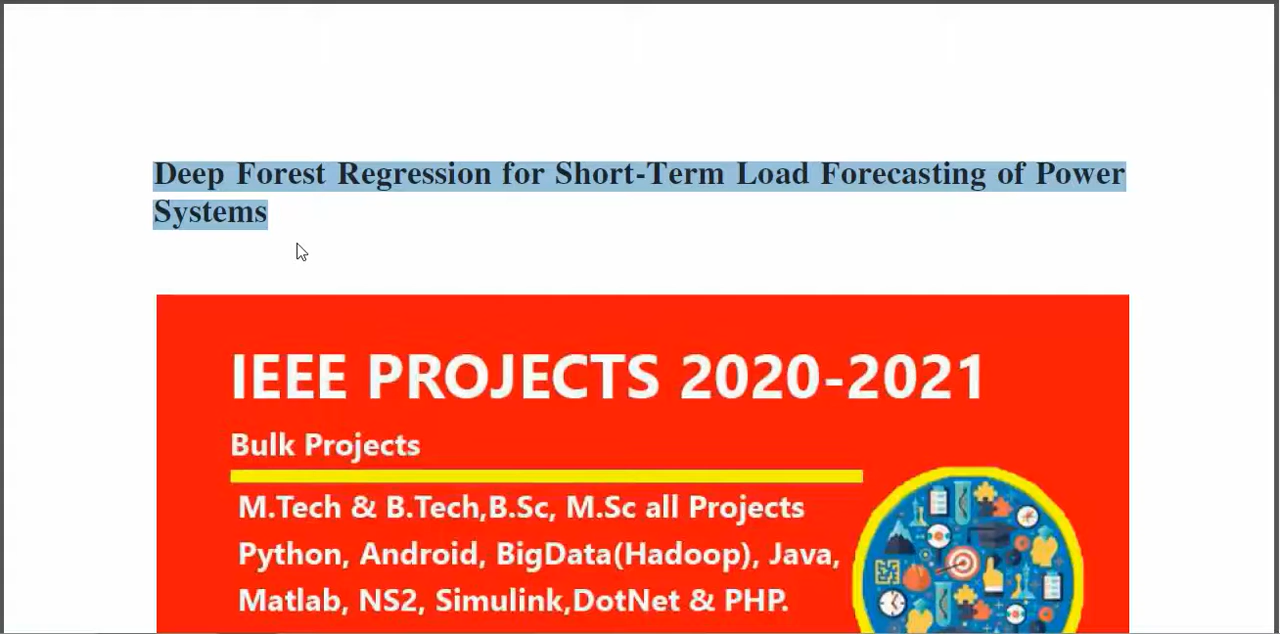 Deep Forest Regression for Short-Term Load Forecasting of Power
Systems
IEEE PROJECTS 2020-2021
Bulk Projects
M.Tech & B.Tech,B.Sc, M.Sc all Projects
Python, Android, BigData(Hadoop), Java,
Matlab, NS2, Simulink,DotNet & PHP.